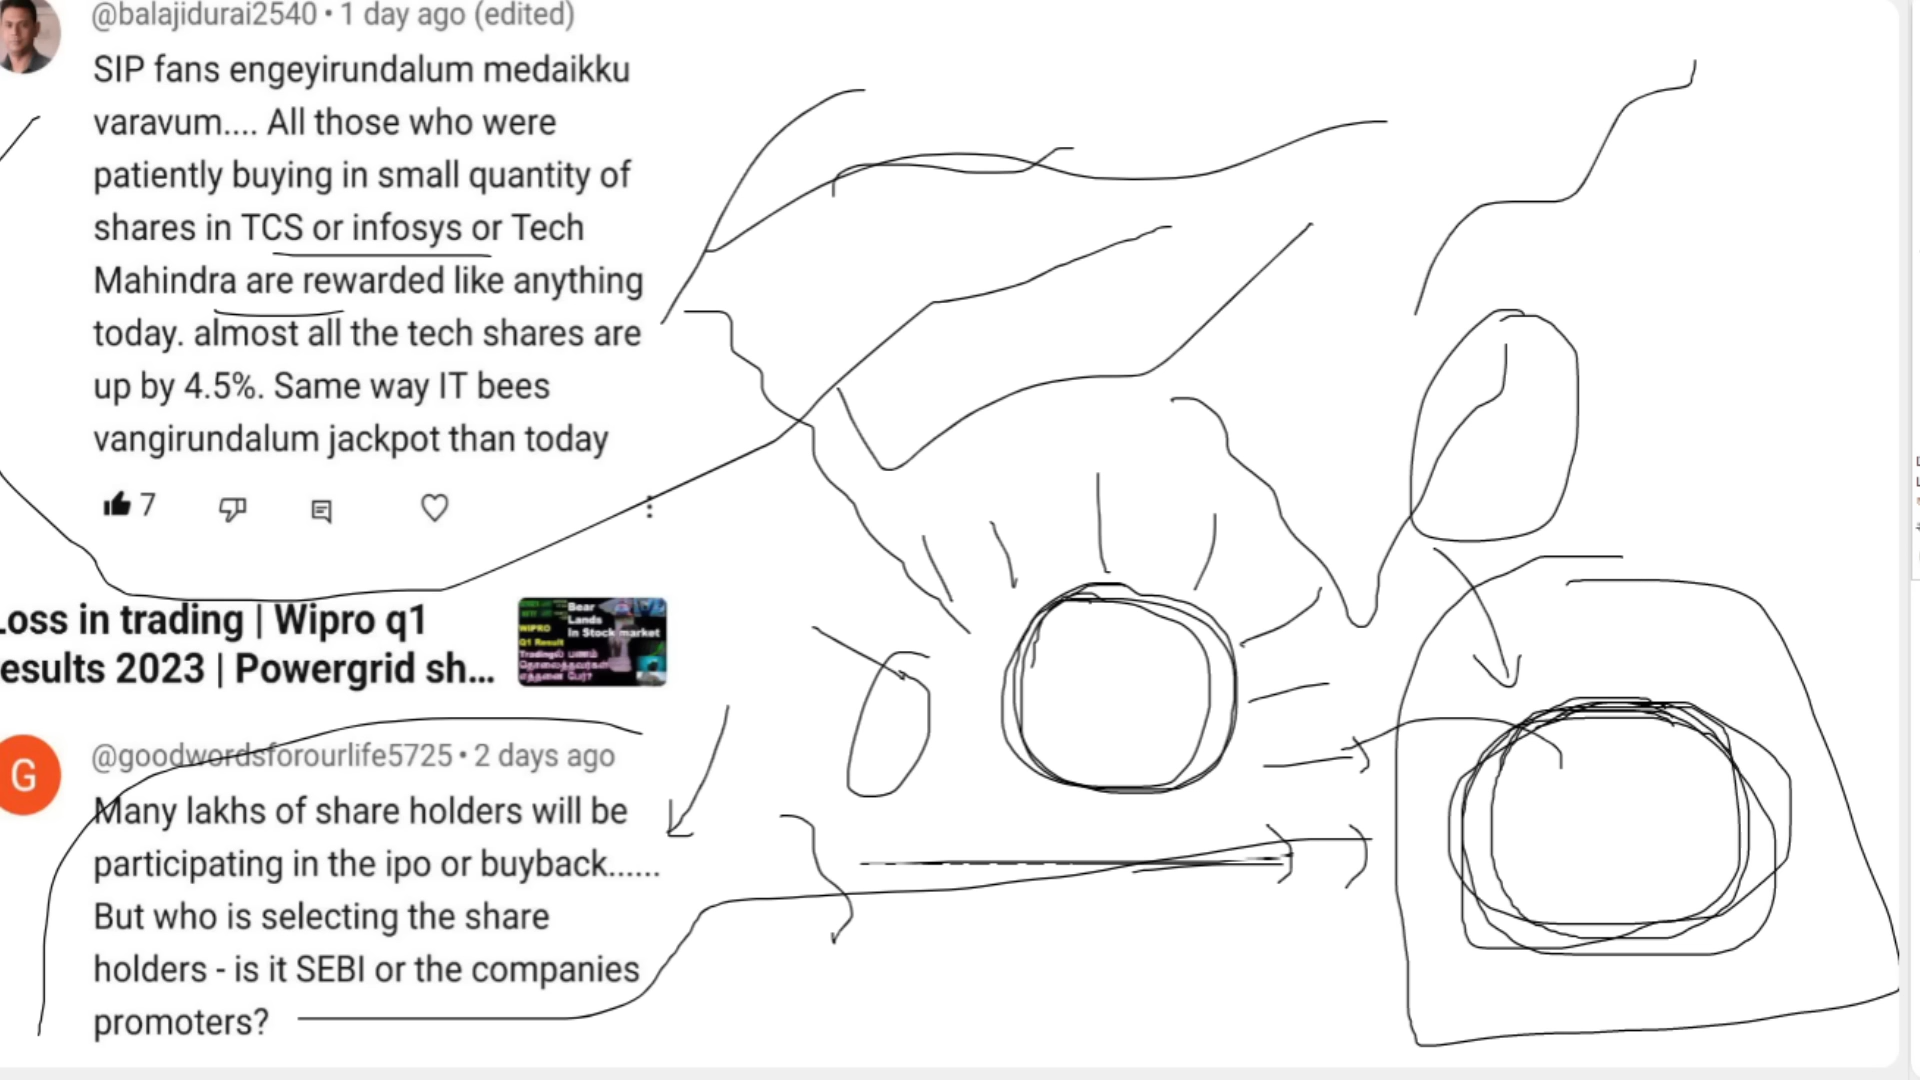 @balajidurai2540 • 1 day ago (edited)
SIP fans engeyirundalum medaikku
varavum.... All those who were
patiently buying in small quantity of
shares in TCS or infosys or Tech
Mahindra are rewarded like anything
today. almost all the tech shares are
up by 4.5%. Same way IT bees
vangirundalum jackpot than today
7
Loss in trading | Wipro q1
esults 2023 | Powergrid sh...
Bear
Lands
In Stock market
WIPRO
Q1 Result
G
@goodwordsforourlife5725 • 2 days ago
Many lakhs of share holders will be
participating in the ipo or buyback......
But who is selecting the share
holders - is it SEBI or the companies
promoters?